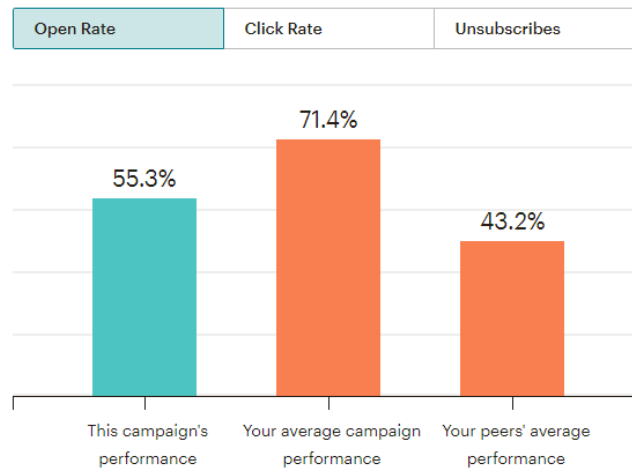 Open Rate
Click Rate
Unsubscribes
71.4%
55.3%
43.2%
This campaign's
performance
Your average campaign
performance
Your peers' average
performance